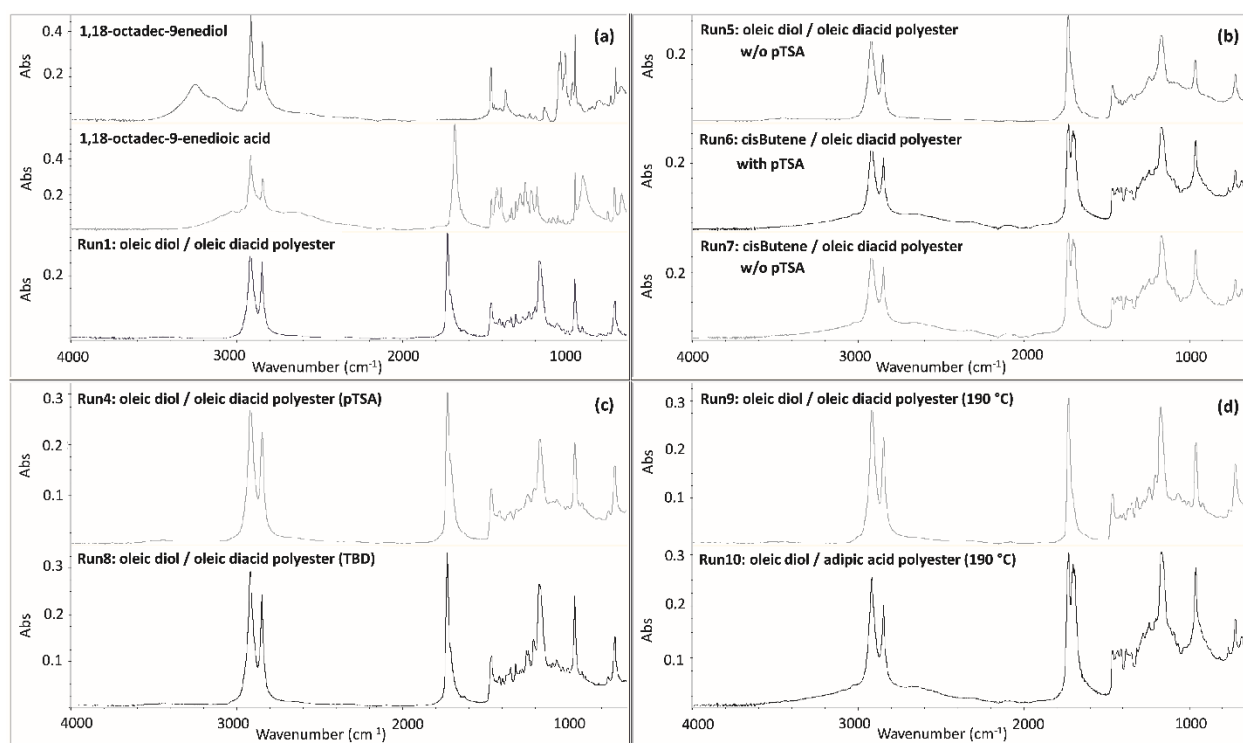 (a)
1,18-octadec-9enediol
Abs
0.4
0.2
1,18-octadec-9-enedioic acid
Abs
0.4
0.2
Run1: oleic diol / oleic diacid polyester
Abs
0.2
4000 3000 2000 1000
Wavenumber (cm-1)
(b)
Run5: oleic diol / oleic diacid polyester
w/o pTSA
Abs
0.2
Run6: cisButene / oleic diacid polyester
with pTSA
Abs
0.2
Run7: cisButene / oleic diacid polyester
w/o pTSA
Abs
0.2
4000 3000 2000 1000
Wavenumber (cm-1)
(c)
Run4: oleic diol / oleic diacid polyester (pTSA)
Abs
0.3
0.2
0.1
Run8: oleic diol / oleic diacid polyester (TBD)
Abs
0.3
0.2
0.1
4000 3000 2000 1000
Wavenumber (cm-1)
(d)
Run9: oleic diol / oleic diacid polyester (190 °C)
Abs
0.3
0.2
0.1
Run10: oleic diol / adipic acid polyester (190 °C)
Abs
0.3
0.2
0.1
4000 3000 2000 1000
Wavenumber (cm-1)